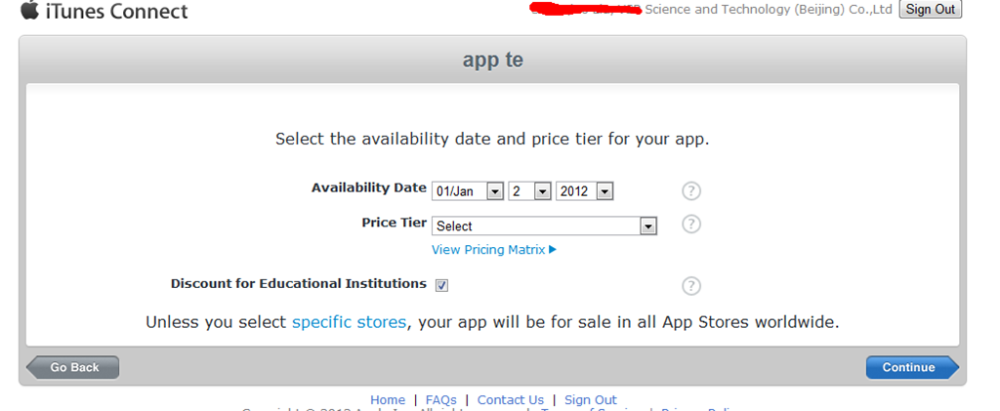 iTunes Connect
Science and Technology (Beijing) Co.,Ltd Sign Out
app te
Select the availability date and price tier for your app.
Availability Date 01/Jan 2 2012 ?
Price Tier Select ?
View Pricing Matrix
Discount for Educational Institutions ?
Unless you select specific stores, your app will be for sale in all App Stores worldwide.
Go Back Continue
Home | FAQs | Contact Us | Sign Out